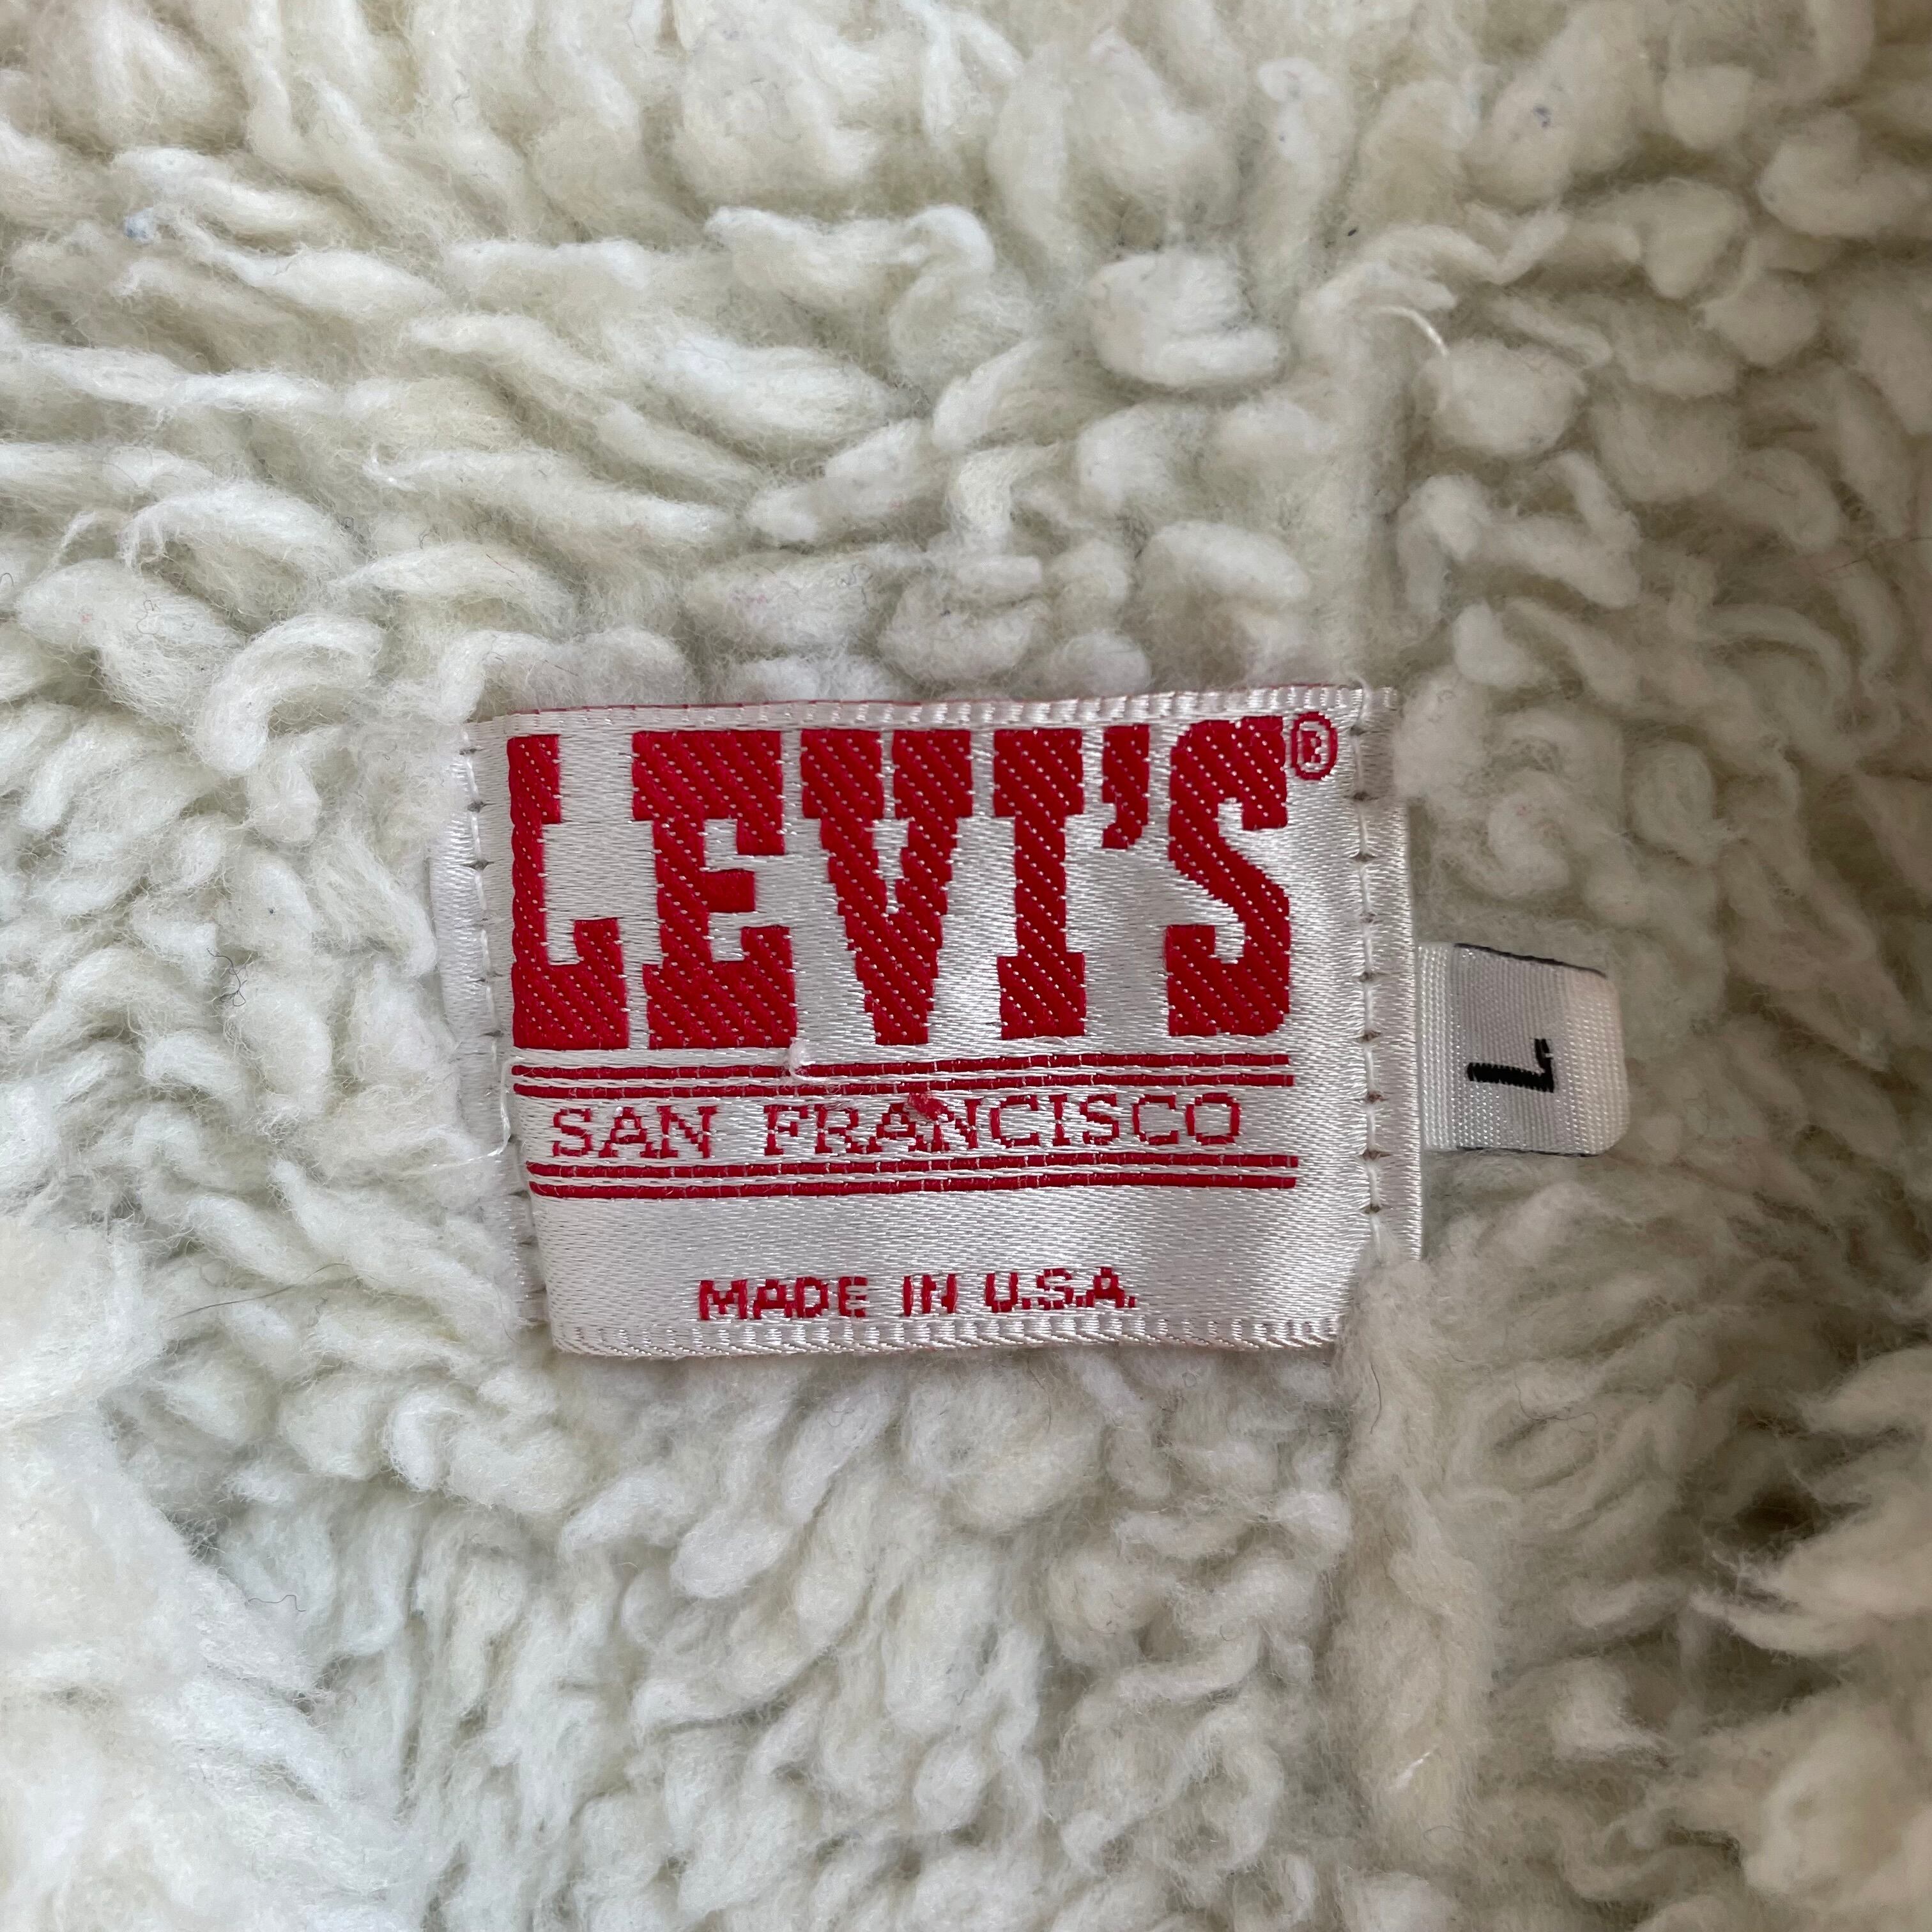 LEVI'S®
SAN FRANCISCO
MADE IN U.S.A.
L